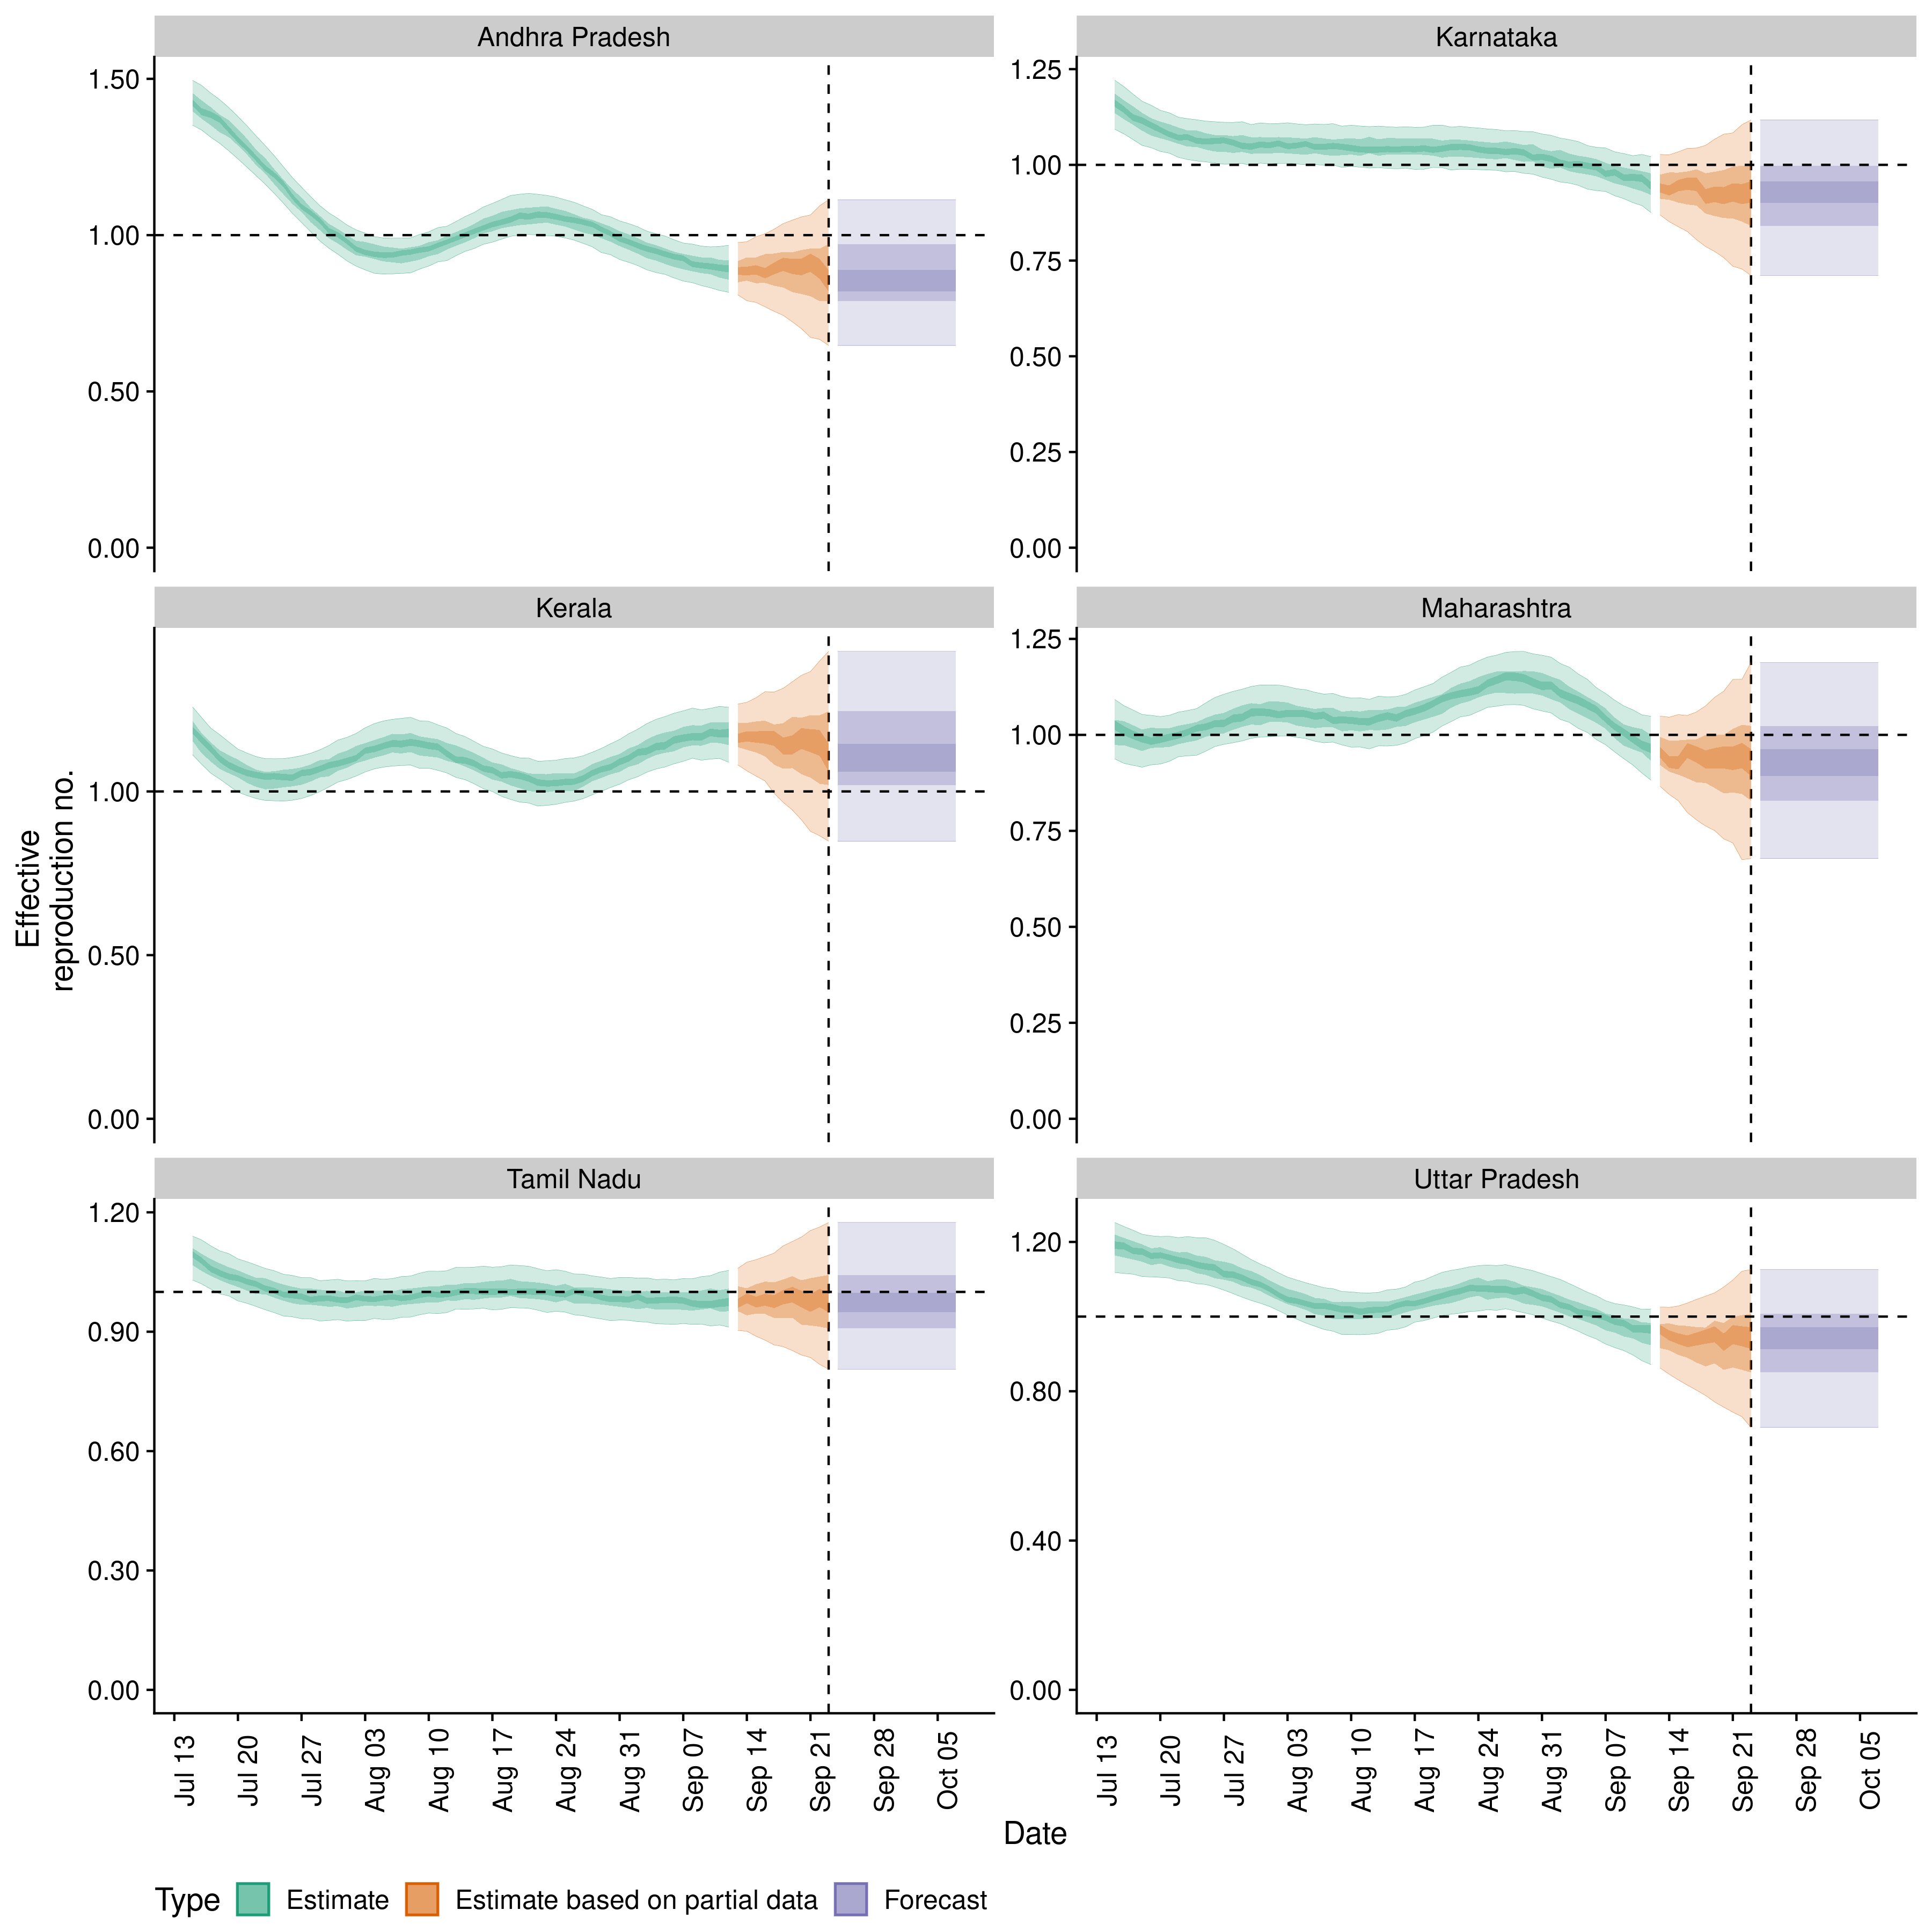 Andhra Pradesh
Karnataka
1.50
1.00
0.50
0.00
1.25
1.00
0.75
0.50
0.25
0.00
Kerala
Maharashtra
1.00
0.50
0.00
1.25
1.00
0.75
0.50
0.25
0.00
Tamil Nadu
Uttar Pradesh
1.20
0.90
0.60
0.30
0.00
1.20
0.80
0.40
0.00
Effective
reproduction no.
Jul 13
Jul 20
Jul 27
Aug 03
Aug 10
Aug 17
Aug 24
Aug 31
Sep 07
Sep 14
Sep 21
Sep 28
Oct 05
Jul 13
Jul 20
Jul 27
Aug 03
Aug 10
Aug 17
Aug 24
Aug 31
Sep 07
Sep 14
Sep 21
Sep 28
Oct 05
Date
Type Estimate Estimate based on partial data Forecast